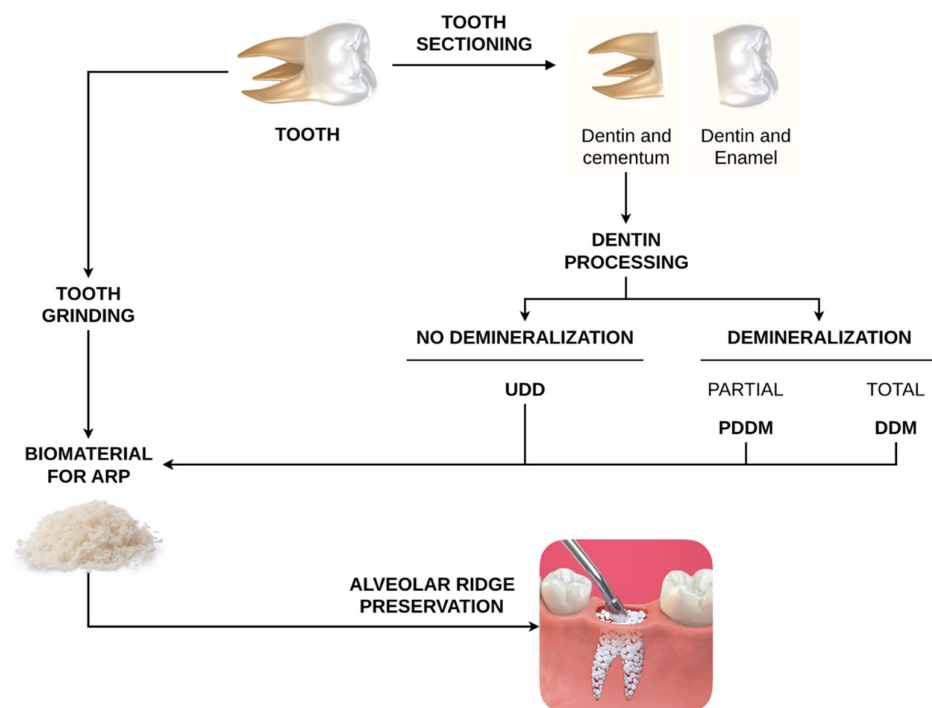 TOOTH
SECTIONING
TOOTH
Dentin and
cementum
Dentin and
Enamel
DENTIN
PROCESSING
TOOTH
GRINDING
NO DEMINERALIZATION
DEMINERALIZATION
UDD
PARTIAL
TOTAL
PDDM
DDM
BIOMATERIAL
FOR ARP
ALVEOLAR RIDGE
PRESERVATION